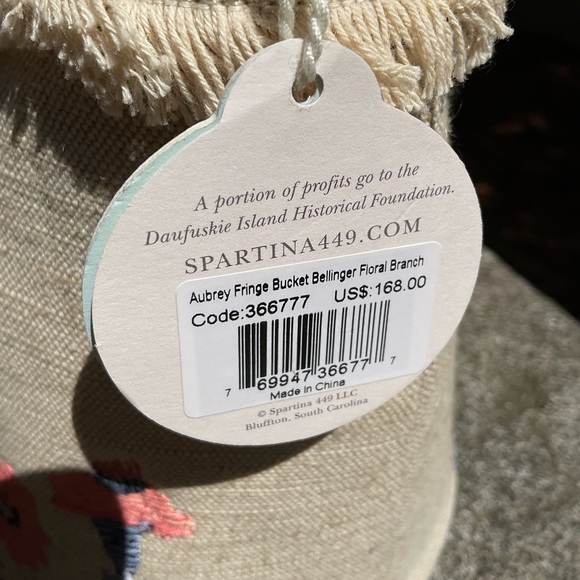 A portion of profits go to the
Daufuskie Island Historical Foundation.
SPARTINA449.COM
Aubrey Fringe Bucket Bellinger Floral Branch
Code:366777 US$:168.00
7 69947 36677 7
Made in China
© Spartina 449 LLC
Bluffton, South Carolina